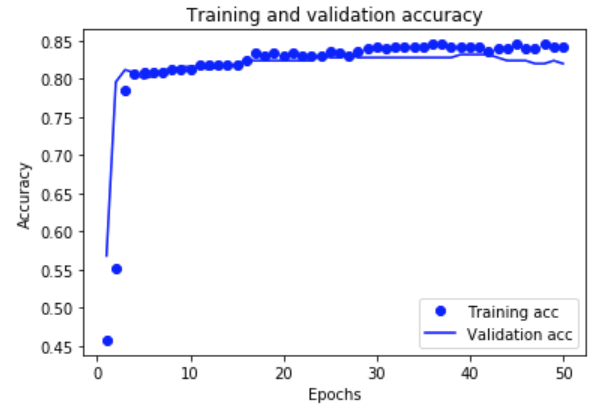 Training and validation accuracy
0.85
0.80
0.75
0.70
0.65
0.60
0.55
0.50
0.45
Accuracy
Training acc
Validation acc
0 10 20 30 40 50
Epochs